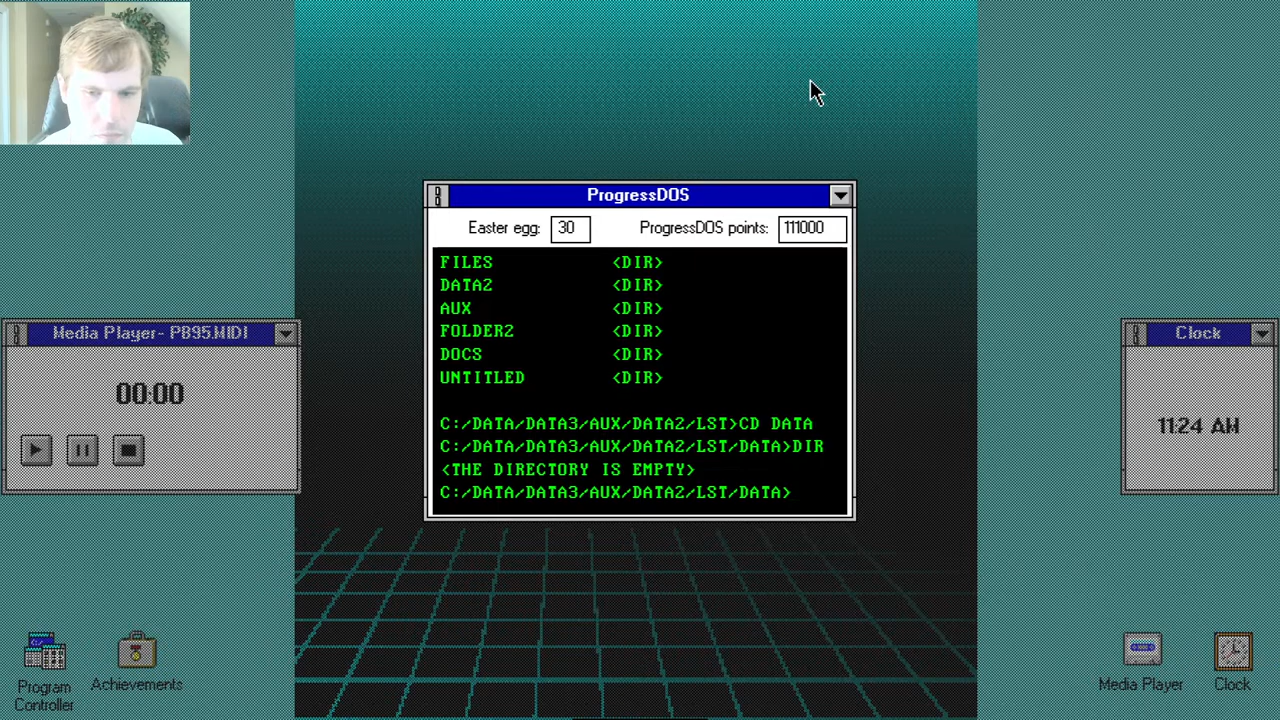 ProgressDOS
Easter egg: 30 ProgressDOS points: 111000
FILES <DIR>
DATA2 <DIR>
AUX <DIR>
FOLDER2 <DIR>
DOCS <DIR>
UNTITLED <DIR>
C:/DATA/DATA3/AUX/DATA2/LST>CD DATA
C:/DATA/DATA3/AUX/DATA2/LST/DATA>DIR
<THE DIRECTORY IS EMPTY>
C:/DATA/DATA3/AUX/DATA2/LST/DATA>
Media Player- PB95.MIDI
00:00
Clock
11:24 AM
Program
Controller
Achievements
Media Player
Clock